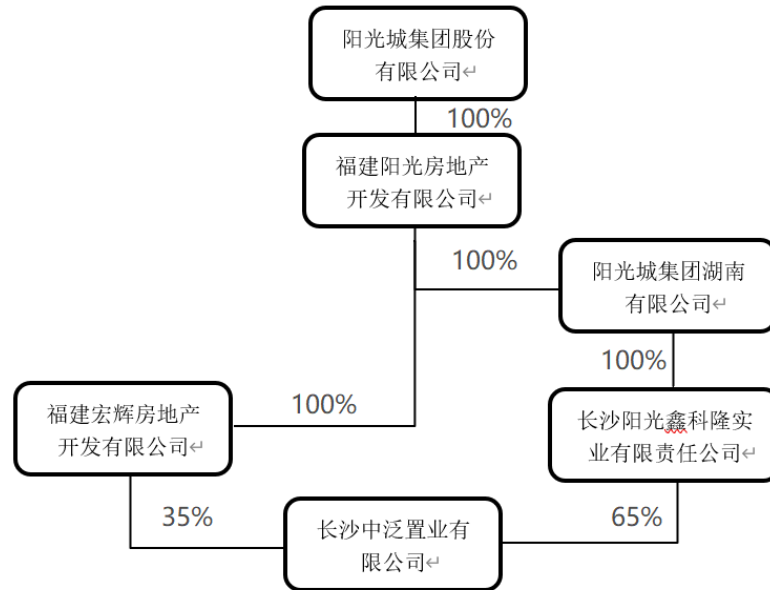 阳光城集团股份
有限公司↵
100%
福建阳光房地产
开发有限公司↵
100%
阳光城集团湖南
有限公司↵
100%
福建宏辉房地产
开发有限公司↵
100%
长沙阳光鑫科隆实
业有限责任公司↵
35%
长沙中泛置业有
限公司↵
65%